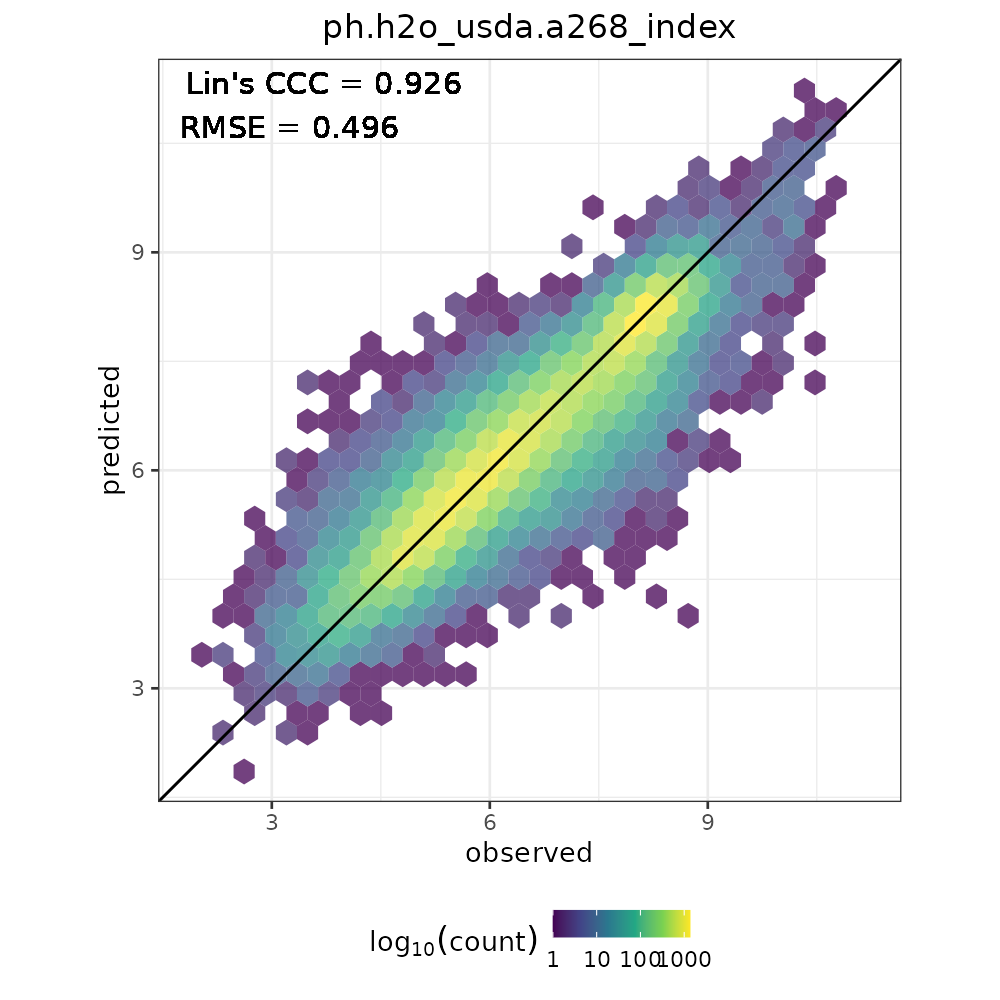 ph.h2o_usda.a268_index
Lin's CCC = 0.926
RMSE = 0.496
9
6
3
predicted
3 6 9
observed
log10(count)
1 10 100 1000